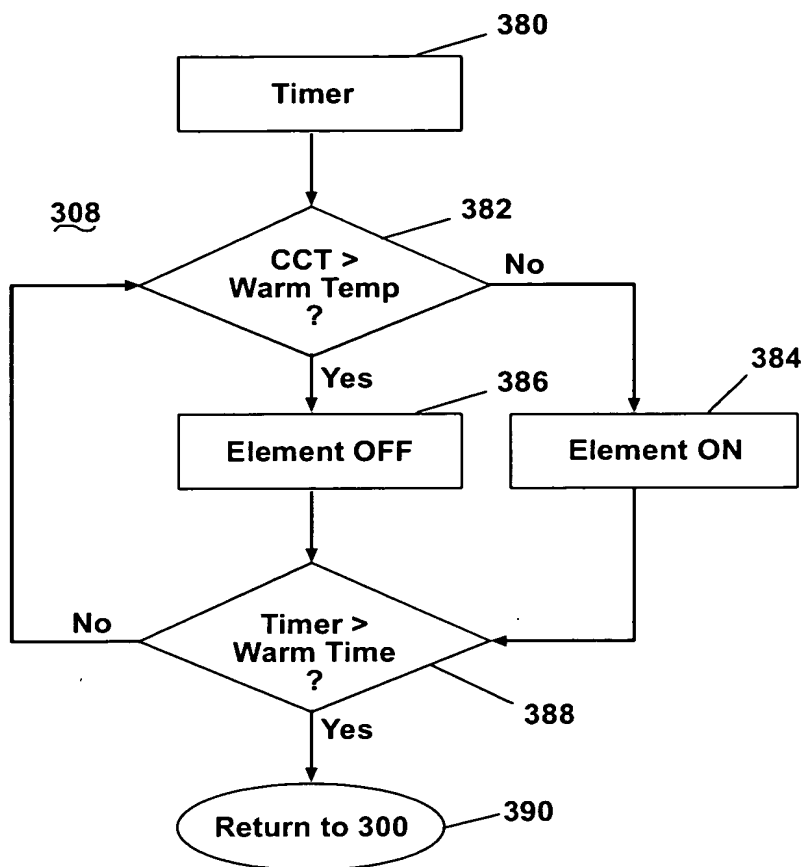 380
Timer
308
382
CCT >
Warm Temp
?
No
Yes
386
384
Element OFF
Element ON
No
Timer >
Warm Time
?
388
Yes
Return to 300
390